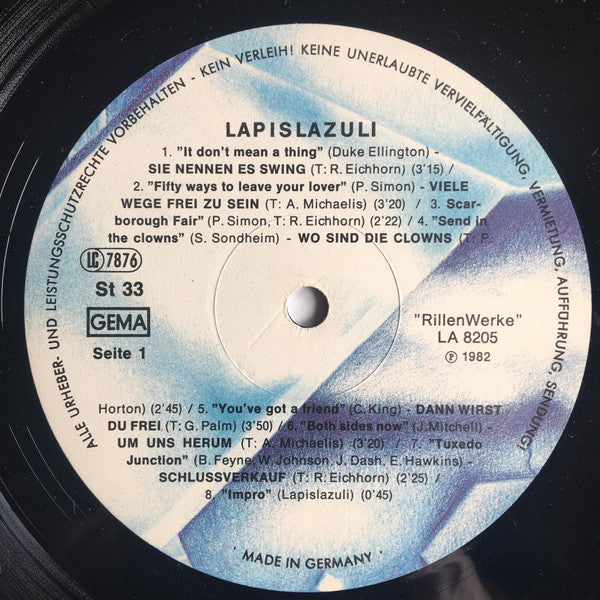 ALLE URHEBER- UND LEISTUNGSSCHUTZRECHTE VORBEHALTEN - KEIN VERLEIH! KEINE UNERLAUBTE VERVIELFÄLTIGUNG, VERMIETUNG, AUFFÜHRUNG, SENDUNG!
LAPISLAZULI
1. "It don't mean a thing" (Duke Ellington) -
SIE NENNEN ES SWING (T: R. Eichhorn) (3'15) /
2. "Fifty ways to leave your lover" (P. Simon) - VIELE
WEGE FREI ZU SEIN (T: A. Michaelis) (3'20) / 3. Scar-
borough Fair" (P. Simon, T: R. Eichhorn) (2'22) / 4. "Send in
the clowns" (S. Sondheim) - WO SIND DIE CLOWNS (T: P.
LC 7876
St 33
GEMA
Seite 1
"RillenWerke"
LA 8205
Ⓟ 1982
Horton) (2'45) / 5. "You've got a friend" (C. King) - DANN WIRST
DU FREI (T: G. Palm) (3'50) / 6. "Both sides now" (J. Mitchell) -
UM UNS HERUM (T: A. Michaelis) (3'20) / 7. "Tuxedo
Junction" (B. Feyne, W. Johnson, J. Dash, E. Hawkins) -
SCHLUSSVERKAUF (T: R. Eichhorn) (2'25) /
8. "Impro" (Lapislazuli) (0'45)
' MADE IN GERMANY '